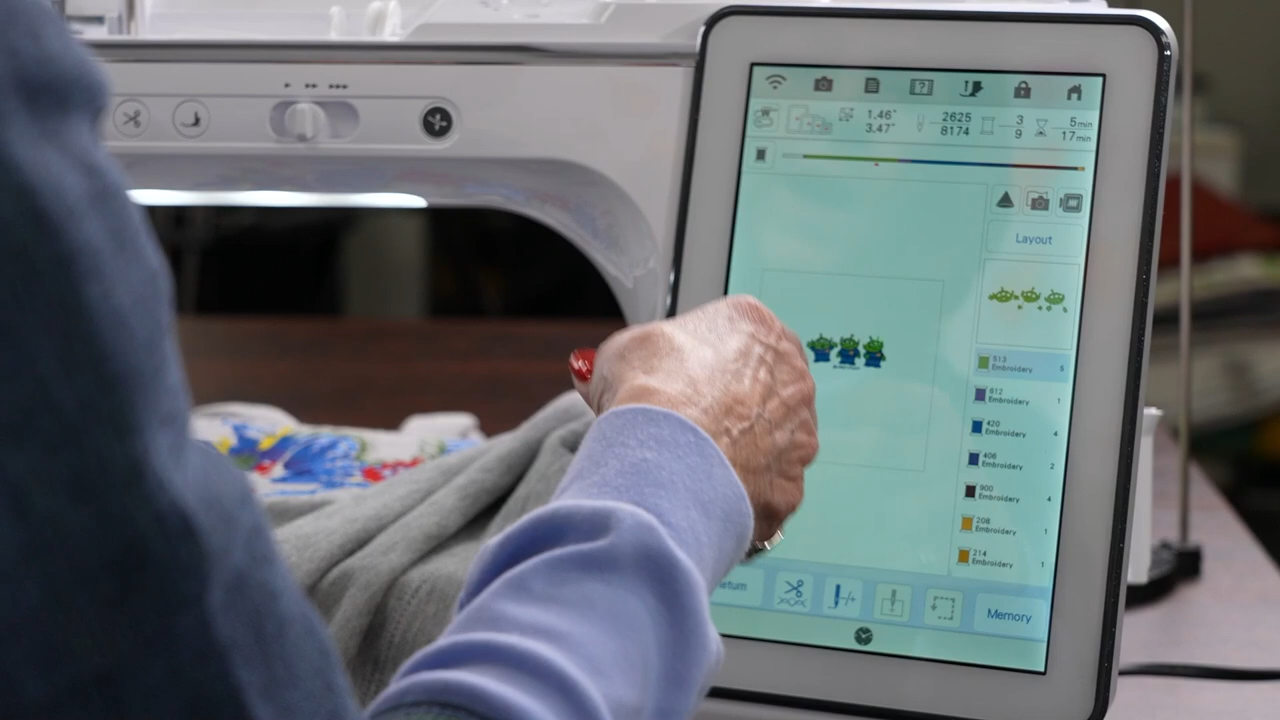 1.46"
3.47"
2625
8174
3
9
5min
17min
Layout
513
Embroidery 5
612
Embroidery 1
420
Embroidery 4
406
Embroidery 2
900
Embroidery 4
208
Embroidery 1
214
Embroidery 1
Memory